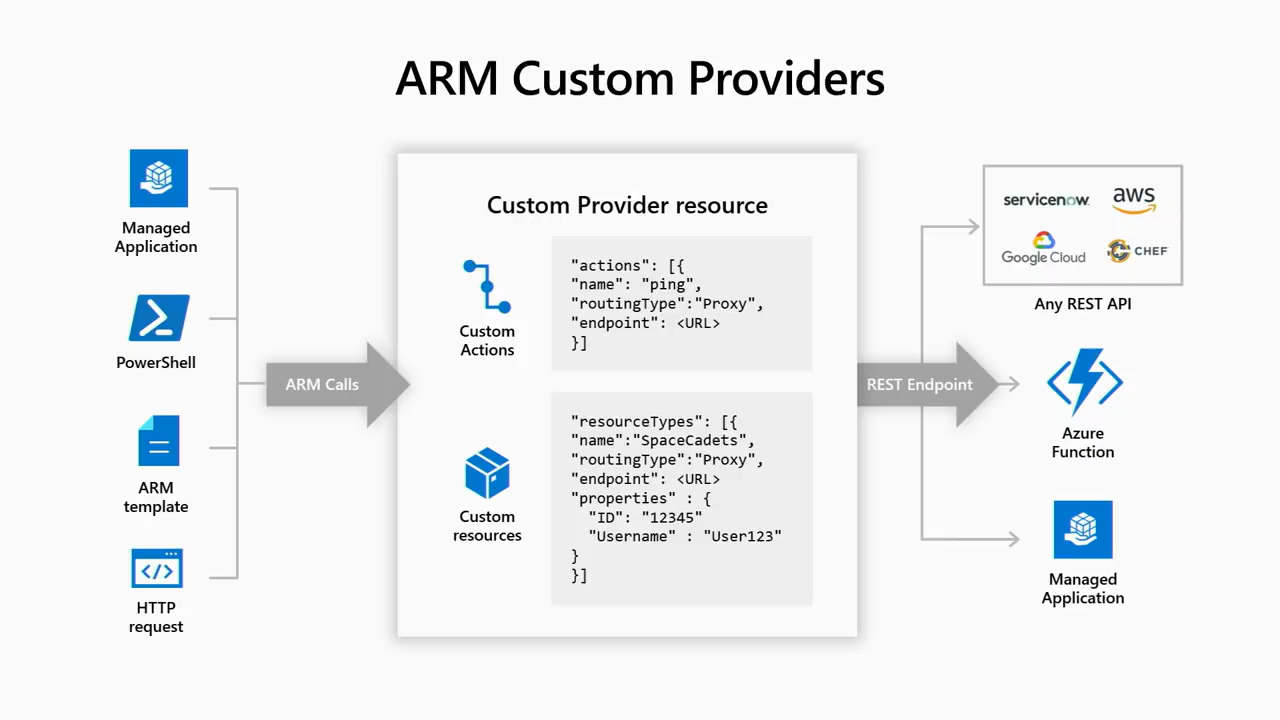 ARM Custom Providers
Managed
Application
PowerShell
ARM
template
HTTP
request
ARM Calls
Custom Provider resource
Custom
Actions
"actions": [{
"name": "ping",
"routingType":"Proxy",
"endpoint": <URL>
}]
Custom
resources
"resourceTypes": [{
"name":"SpaceCadets",
"routingType":"Proxy",
"endpoint": <URL>
"properties" : {
"ID": "12345"
"Username" : "User123"
}
}]
REST Endpoint
servicenow
aws
Google Cloud
CHEF
Any REST API
Azure
Function
Managed
Application